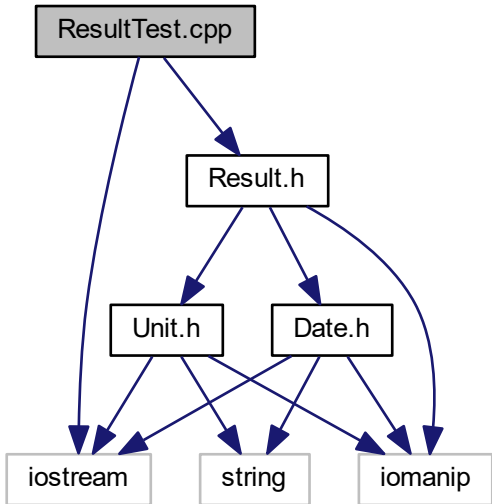 ResultTest.cpp
Result.h
Unit.h
Date.h
iostream
string
iomanip